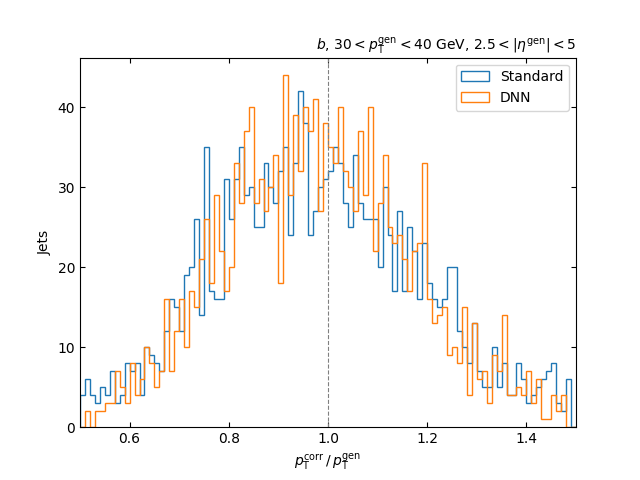 b, 30 < p_T^gen < 40 GeV, 2.5 < |η^gen| < 5
Standard
DNN
Jets
40
30
20
10
0
0.6 0.8 1.0 1.2 1.4
p_T^corr / p_T^gen